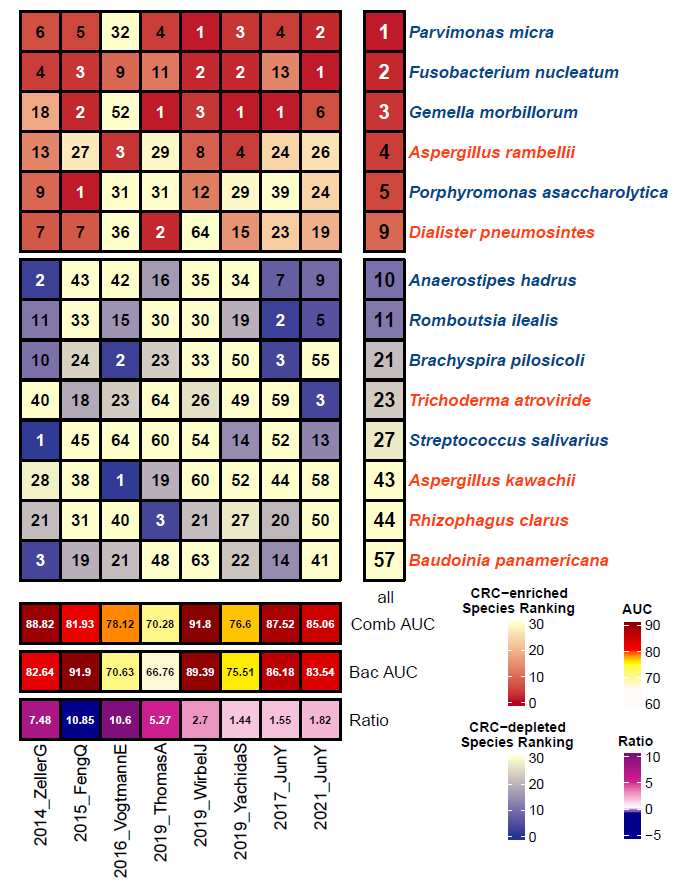 6 5 32 4 1 3 4 2 1 Parvimonas micra
4 3 9 11 2 2 13 1 2 Fusobacterium nucleatum
18 2 52 1 3 1 1 6 3 Gemella morbillorum
13 27 3 29 8 4 24 26 4 Aspergillus rambellii
9 1 31 31 12 29 39 24 5 Porphyromonas asaccharolytica
7 7 36 2 64 15 23 19 9 Dialister pneumosintes
2 43 42 16 35 34 7 9 10 Anaerostipes hadrus
11 33 15 30 30 19 2 5 11 Romboutsia ilealis
10 24 2 23 33 50 3 55 21 Brachyspira pilosicoli
40 18 23 64 26 49 59 3 23 Trichoderma atroviride
1 45 64 60 54 14 52 13 27 Streptococcus salivarius
28 38 1 19 60 52 44 58 43 Aspergillus kawachii
21 31 40 3 21 27 20 50 44 Rhizophagus clarus
3 19 21 48 63 22 14 41 57 Baudoinia panamericana
all
88.82 81.93 78.12 70.28 91.8 76.6 87.52 85.06 Comb AUC
82.64 91.9 70.63 66.76 89.39 75.51 86.18 83.54 Bac AUC
7.48 10.85 10.6 5.27 2.7 1.44 1.55 1.82 Ratio
2014_ZellerG
2015_FengQ
2016_VogtmannE
2019_ThomasA
2019_WirbelJ
2019_YachidaS
2017_JunY
2021_JunY
CRC−enriched
Species Ranking
30
20
10
0
AUC
90
80
70
60
CRC−depleted
Species Ranking
30
20
10
0
Ratio
10
5
0
−5